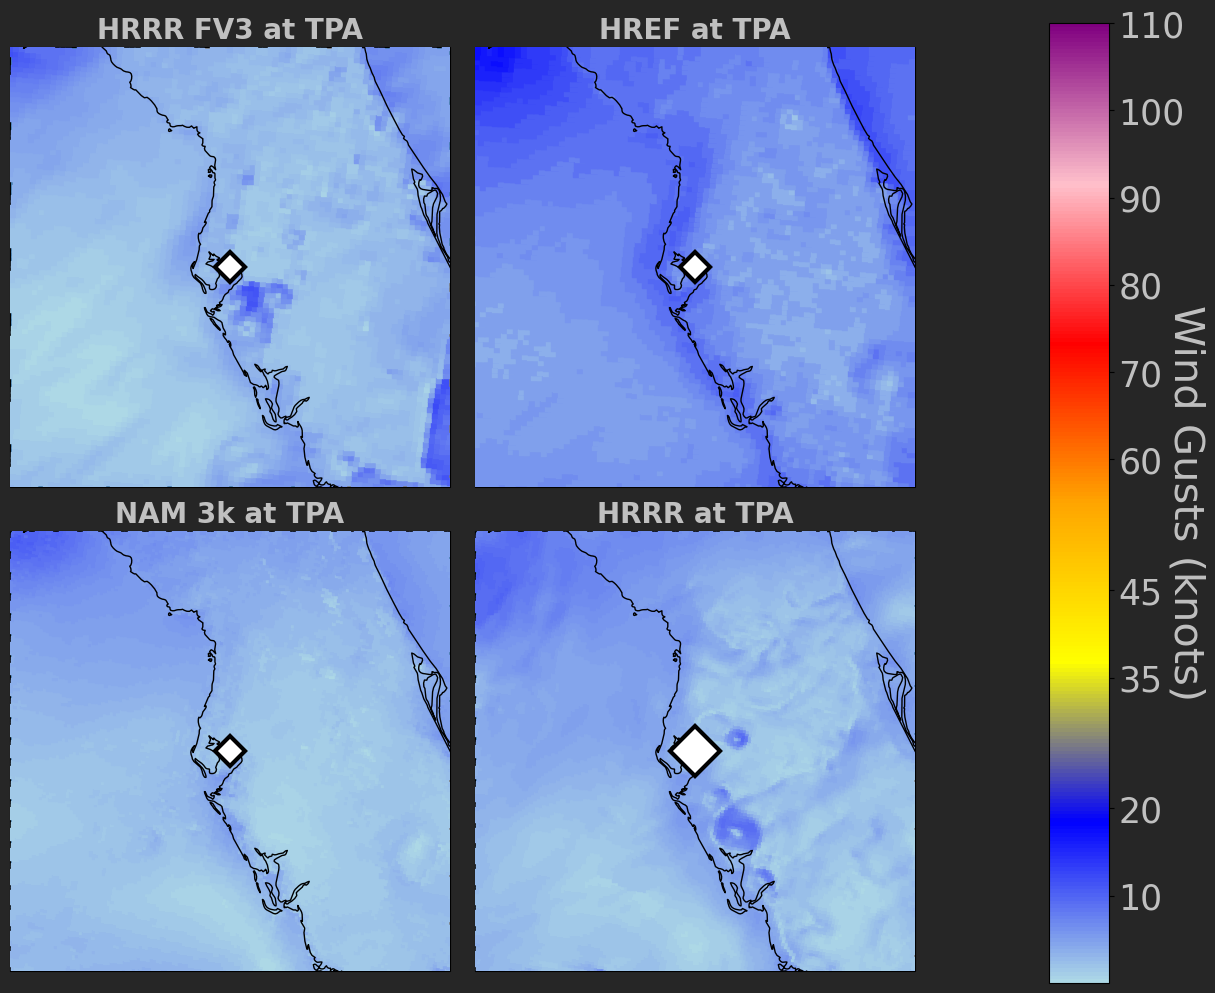 HRRR FV3 at TPA
HREF at TPA
NAM 3k at TPA
HRRR at TPA
110
100
90
80
70
60
45
35
20
10
Wind Gusts (knots)